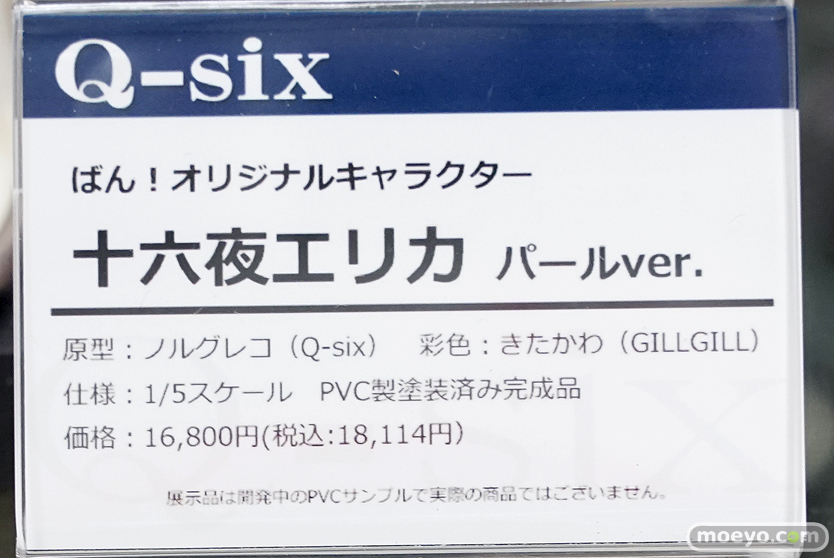 Q-six
ばん！オリジナルキャラクター
十六夜エリカ パールver.
原型：ノルグレコ（Q-six） 彩色：きたかわ（GILLGILL）
仕様：1/5スケール PVC製塗装済み完成品
価格：16,800円(税込:18,114円）
展示品は開発中のPVCサンプルで実際の商品ではございません。
moeyo.com